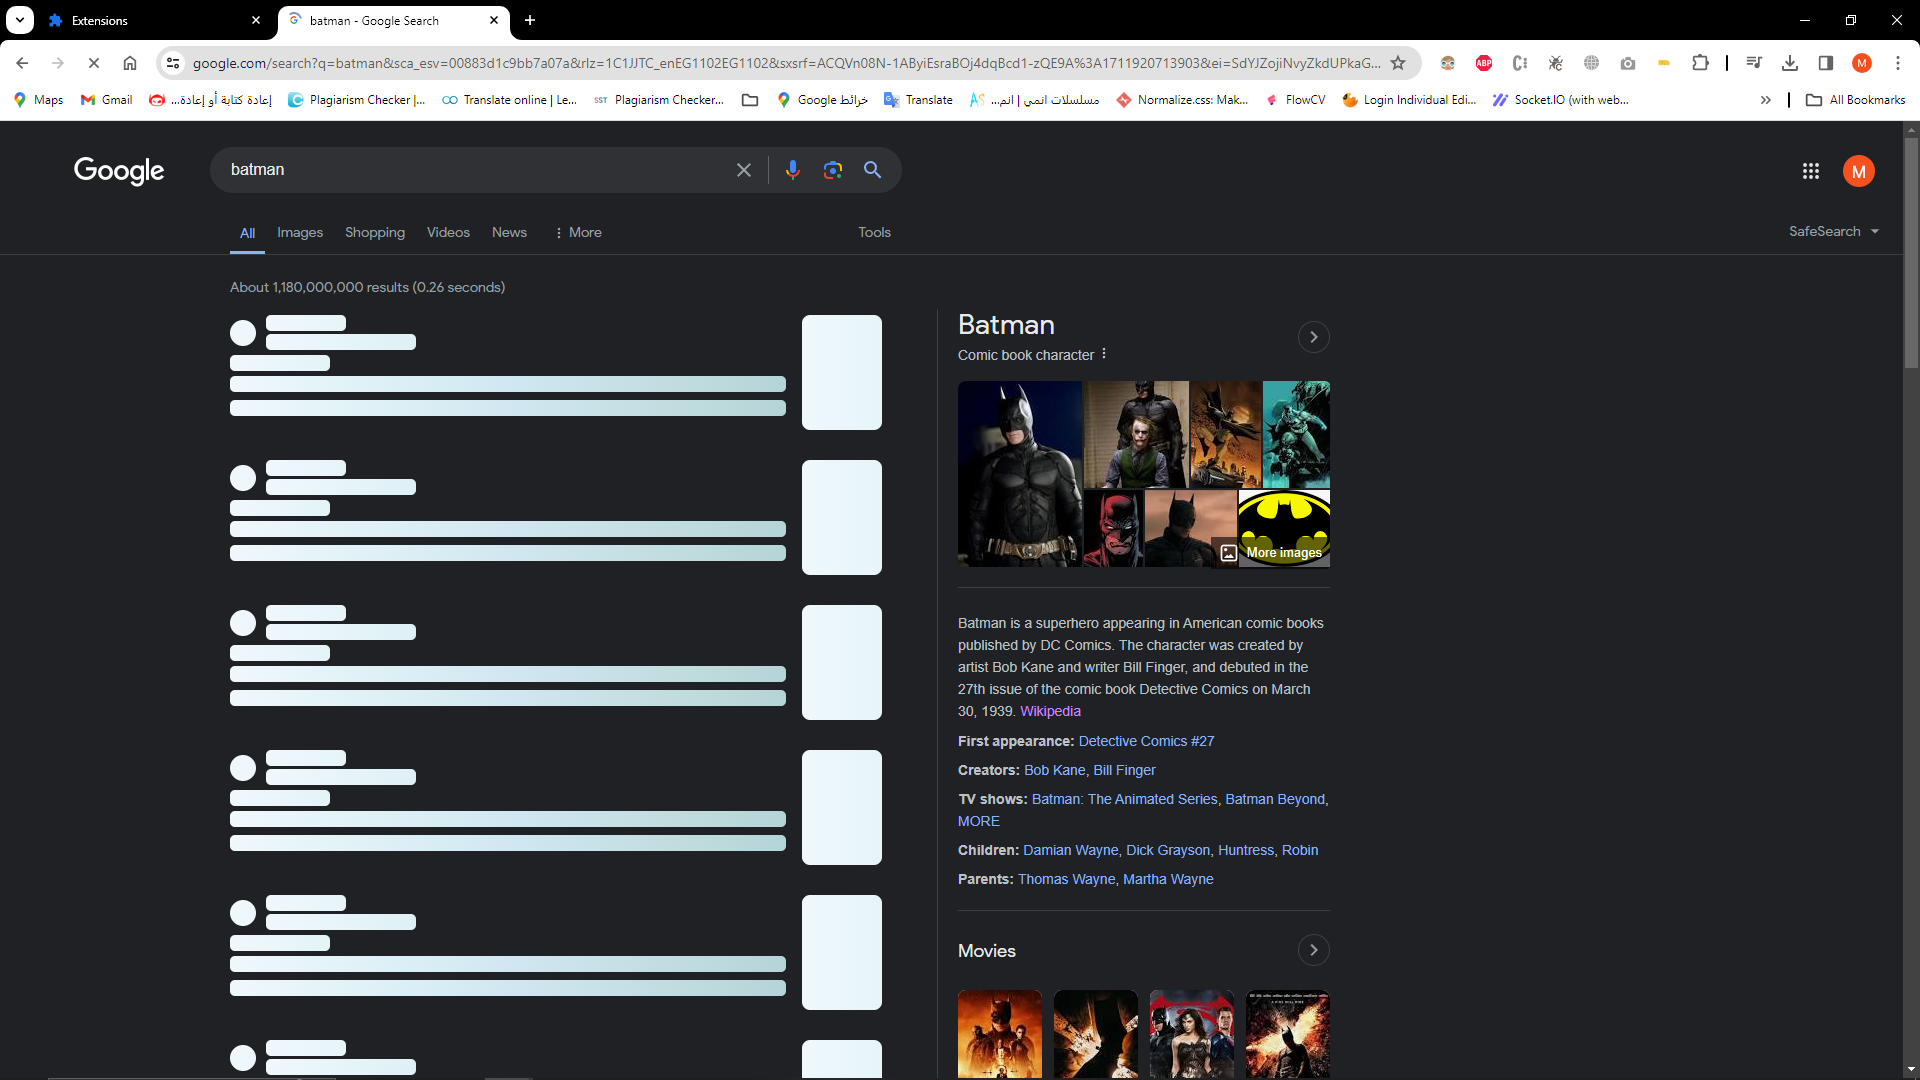 Extensions
batman - Google Search
google.com/search?q=batman&sca_esv=00883d1c9bb7a07a&rlz=1C1JJTC_enEG1102EG1102&sxsrf=ACQVn08N-1AByiEsraBOj4dqBcd1-zQE9A%3A1711920713903&ei=SdYJZojiNvyZkdUPkaG...
ABP
M
Maps
Gmail
إعادة كتابة أو إعادة...
Plagiarism Checker |...
Translate online | Le...
SST Plagiarism Checker...
خرائط Google
Translate
مسلسلات انمي | انم...
Normalize.css: Mak...
FlowCV
Login Individual Edi...
Socket.IO (with web...
All Bookmarks
Google
batman
M
All
Images
Shopping
Videos
News
More
Tools
SafeSearch
About 1,180,000,000 results (0.26 seconds)
Batman
Comic book character
More images
Batman is a superhero appearing in American comic books
published by DC Comics. The character was created by
artist Bob Kane and writer Bill Finger, and debuted in the
27th issue of the comic book Detective Comics on March
30, 1939. Wikipedia
First appearance: Detective Comics #27
Creators: Bob Kane, Bill Finger
TV shows: Batman: The Animated Series, Batman Beyond,
MORE
Children: Damian Wayne, Dick Grayson, Huntress, Robin
Parents: Thomas Wayne, Martha Wayne
Movies